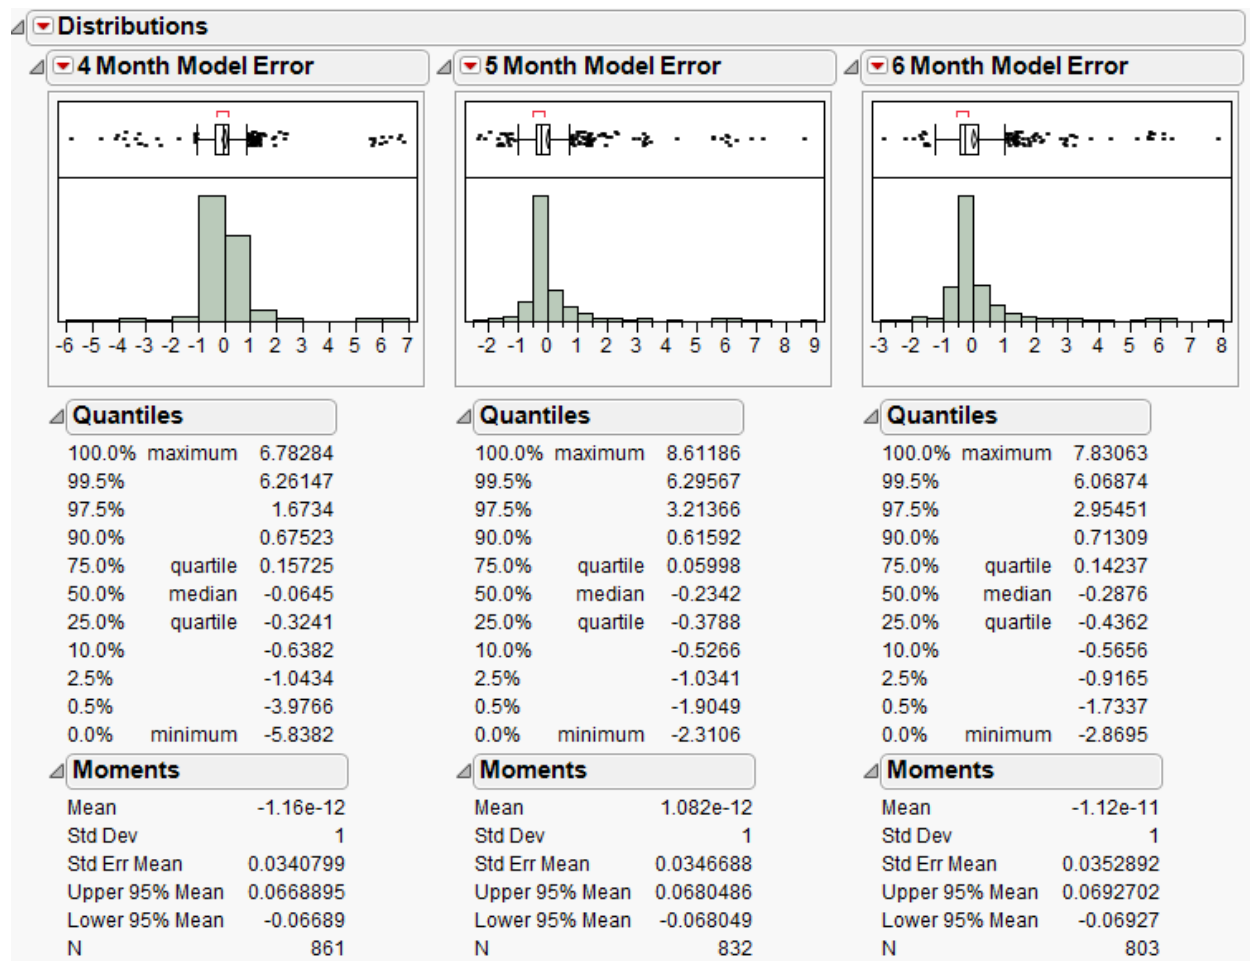 Distributions
4 Month Model Error
-6 -5 -4 -3 -2 -1 0 1 2 3 4 5 6 7
Quantiles
100.0% maximum 6.78284
99.5% 6.26147
97.5% 1.6734
90.0% 0.67523
75.0% quartile 0.15725
50.0% median -0.0645
25.0% quartile -0.3241
10.0% -0.6382
2.5% -1.0434
0.5% -3.9766
0.0% minimum -5.8382
Moments
Mean -1.16e-12
Std Dev 1
Std Err Mean 0.0340799
Upper 95% Mean 0.0668895
Lower 95% Mean -0.06689
N 861
5 Month Model Error
-2 -1 0 1 2 3 4 5 6 7 8 9
Quantiles
100.0% maximum 8.61186
99.5% 6.29567
97.5% 3.21366
90.0% 0.61592
75.0% quartile 0.05998
50.0% median -0.2342
25.0% quartile -0.3788
10.0% -0.5266
2.5% -1.0341
0.5% -1.9049
0.0% minimum -2.3106
Moments
Mean 1.082e-12
Std Dev 1
Std Err Mean 0.0346688
Upper 95% Mean 0.0680486
Lower 95% Mean -0.068049
N 832
6 Month Model Error
-3 -2 -1 0 1 2 3 4 5 6 7 8
Quantiles
100.0% maximum 7.83063
99.5% 6.06874
97.5% 2.95451
90.0% 0.71309
75.0% quartile 0.14237
50.0% median -0.2876
25.0% quartile -0.4362
10.0% -0.5656
2.5% -0.9165
0.5% -1.7337
0.0% minimum -2.8695
Moments
Mean -1.12e-11
Std Dev 1
Std Err Mean 0.0352892
Upper 95% Mean 0.0692702
Lower 95% Mean -0.06927
N 803